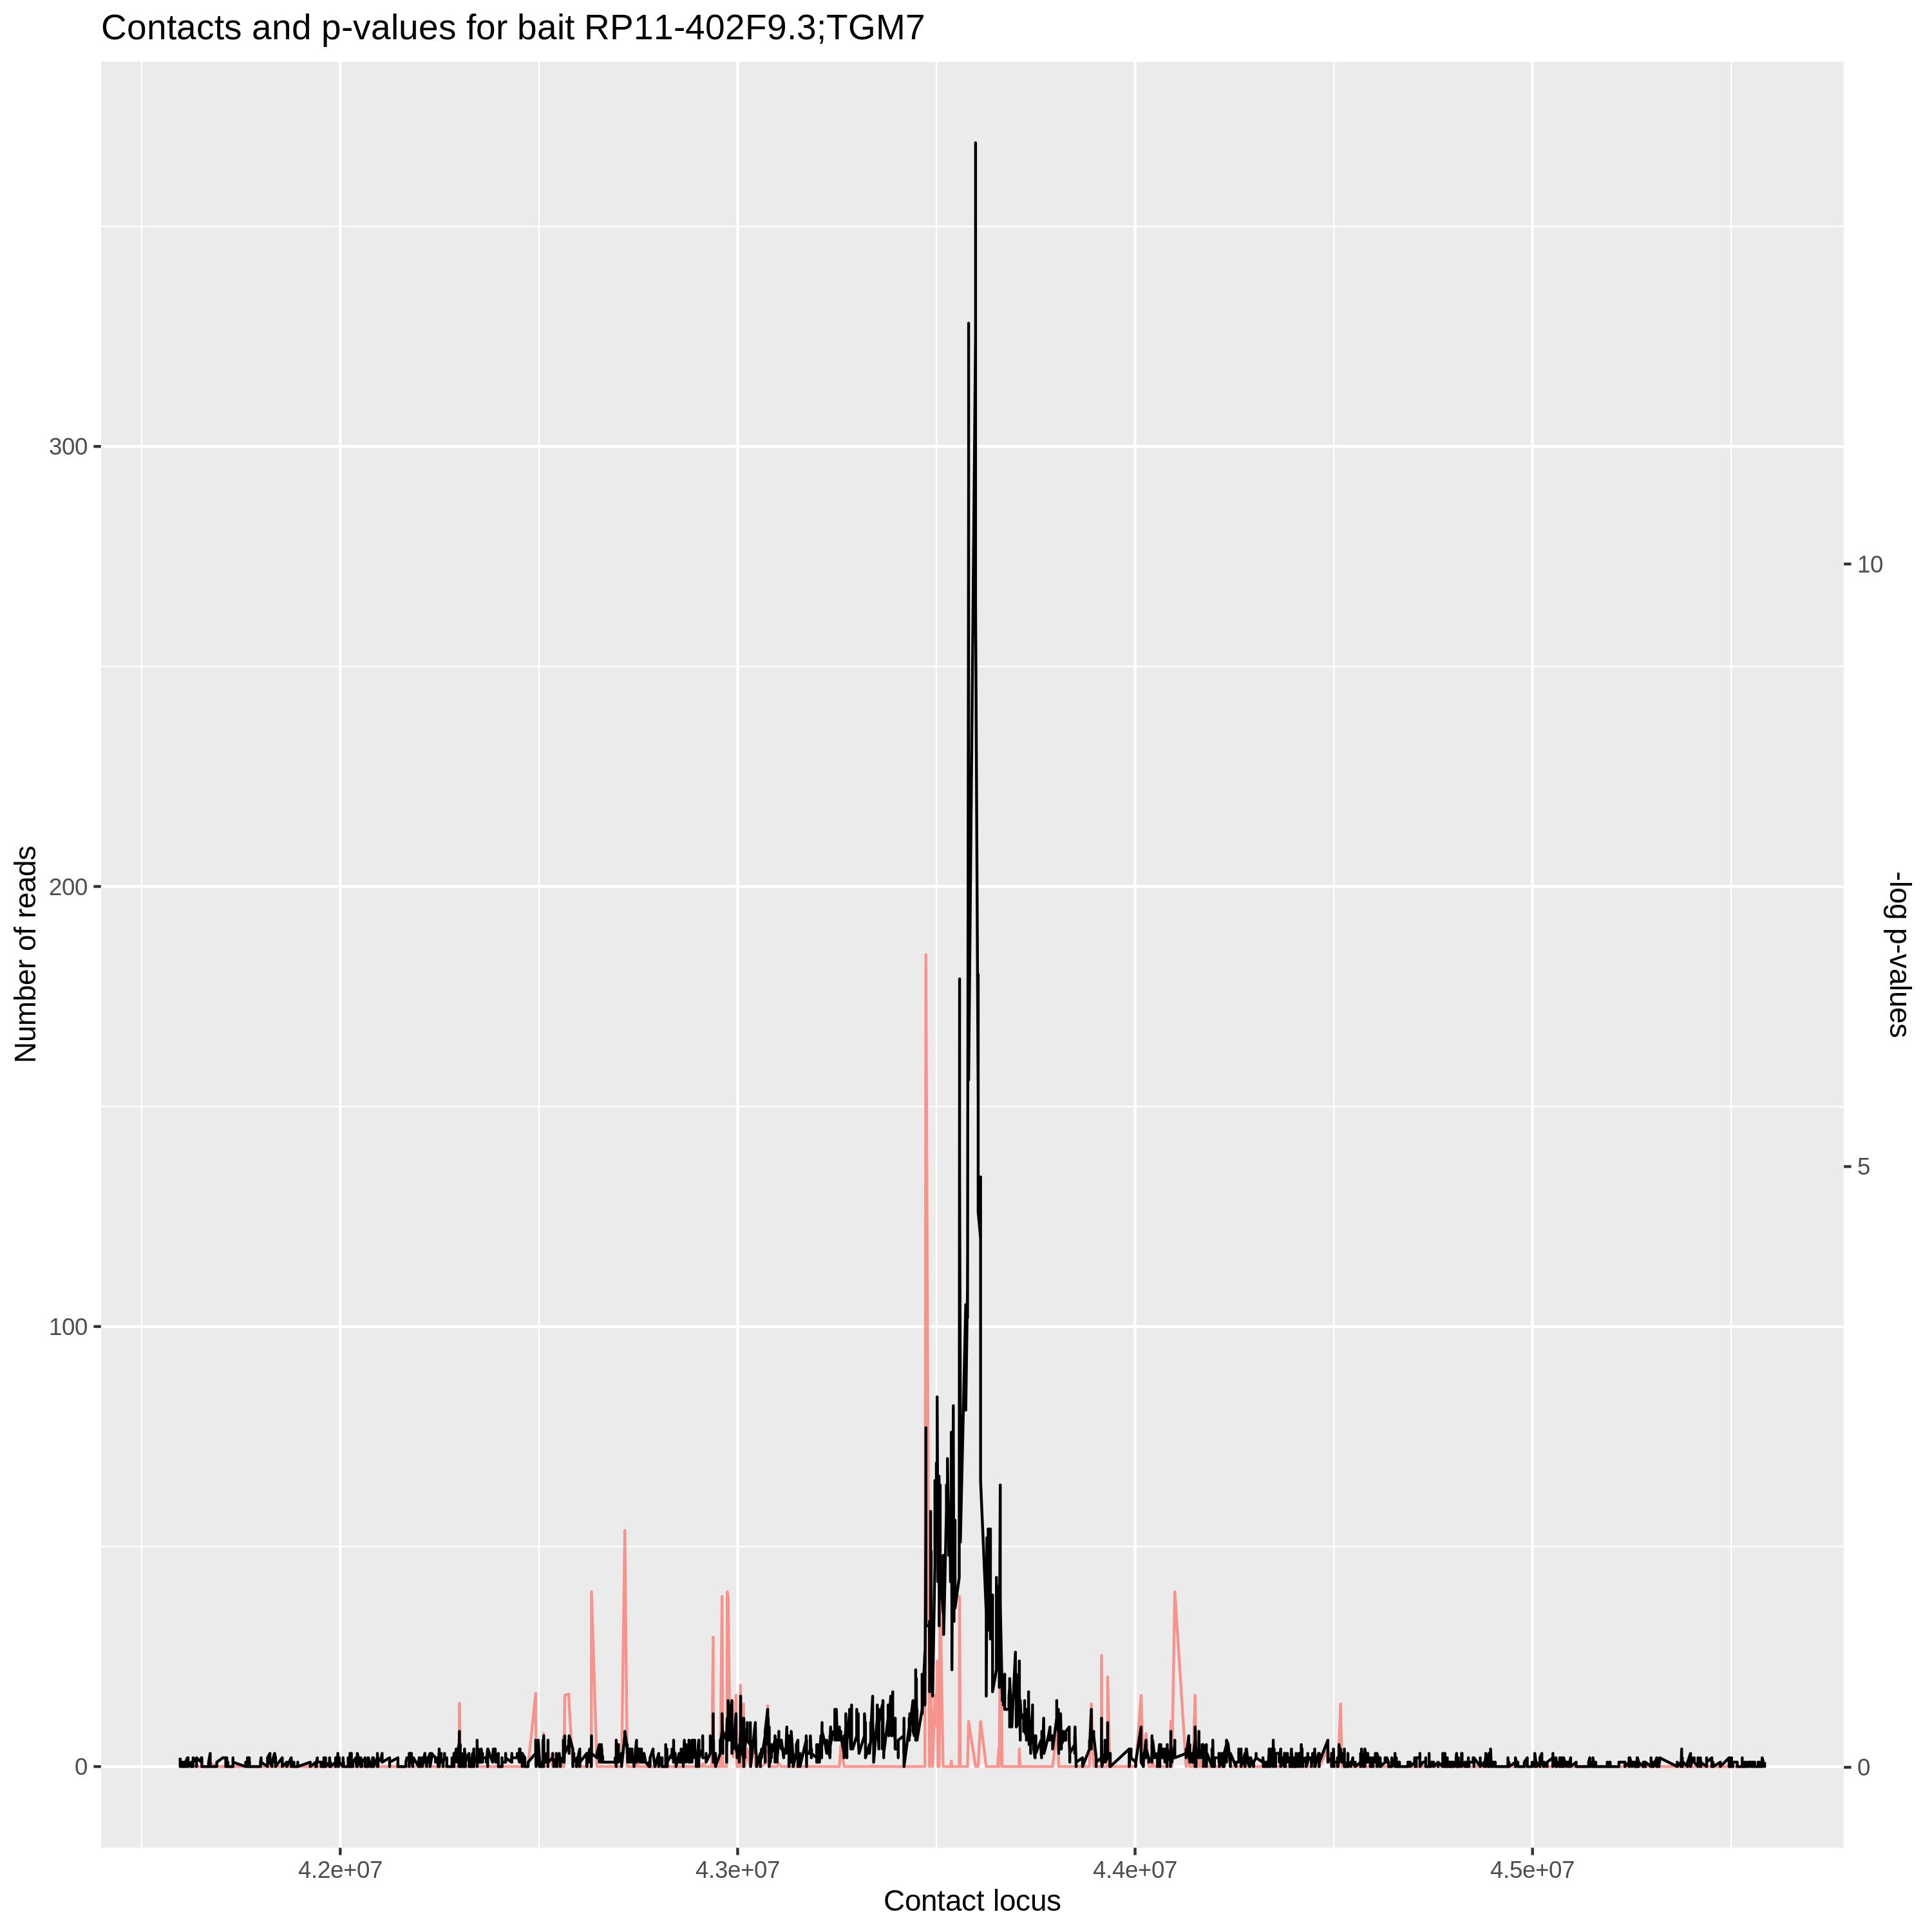 Contacts and p-values for bait RP11-402F9.3;TGM7
300
200
100
0
Number of reads
10
5
0
-log p-values
4.2e+07
4.3e+07
4.4e+07
4.5e+07
Contact locus